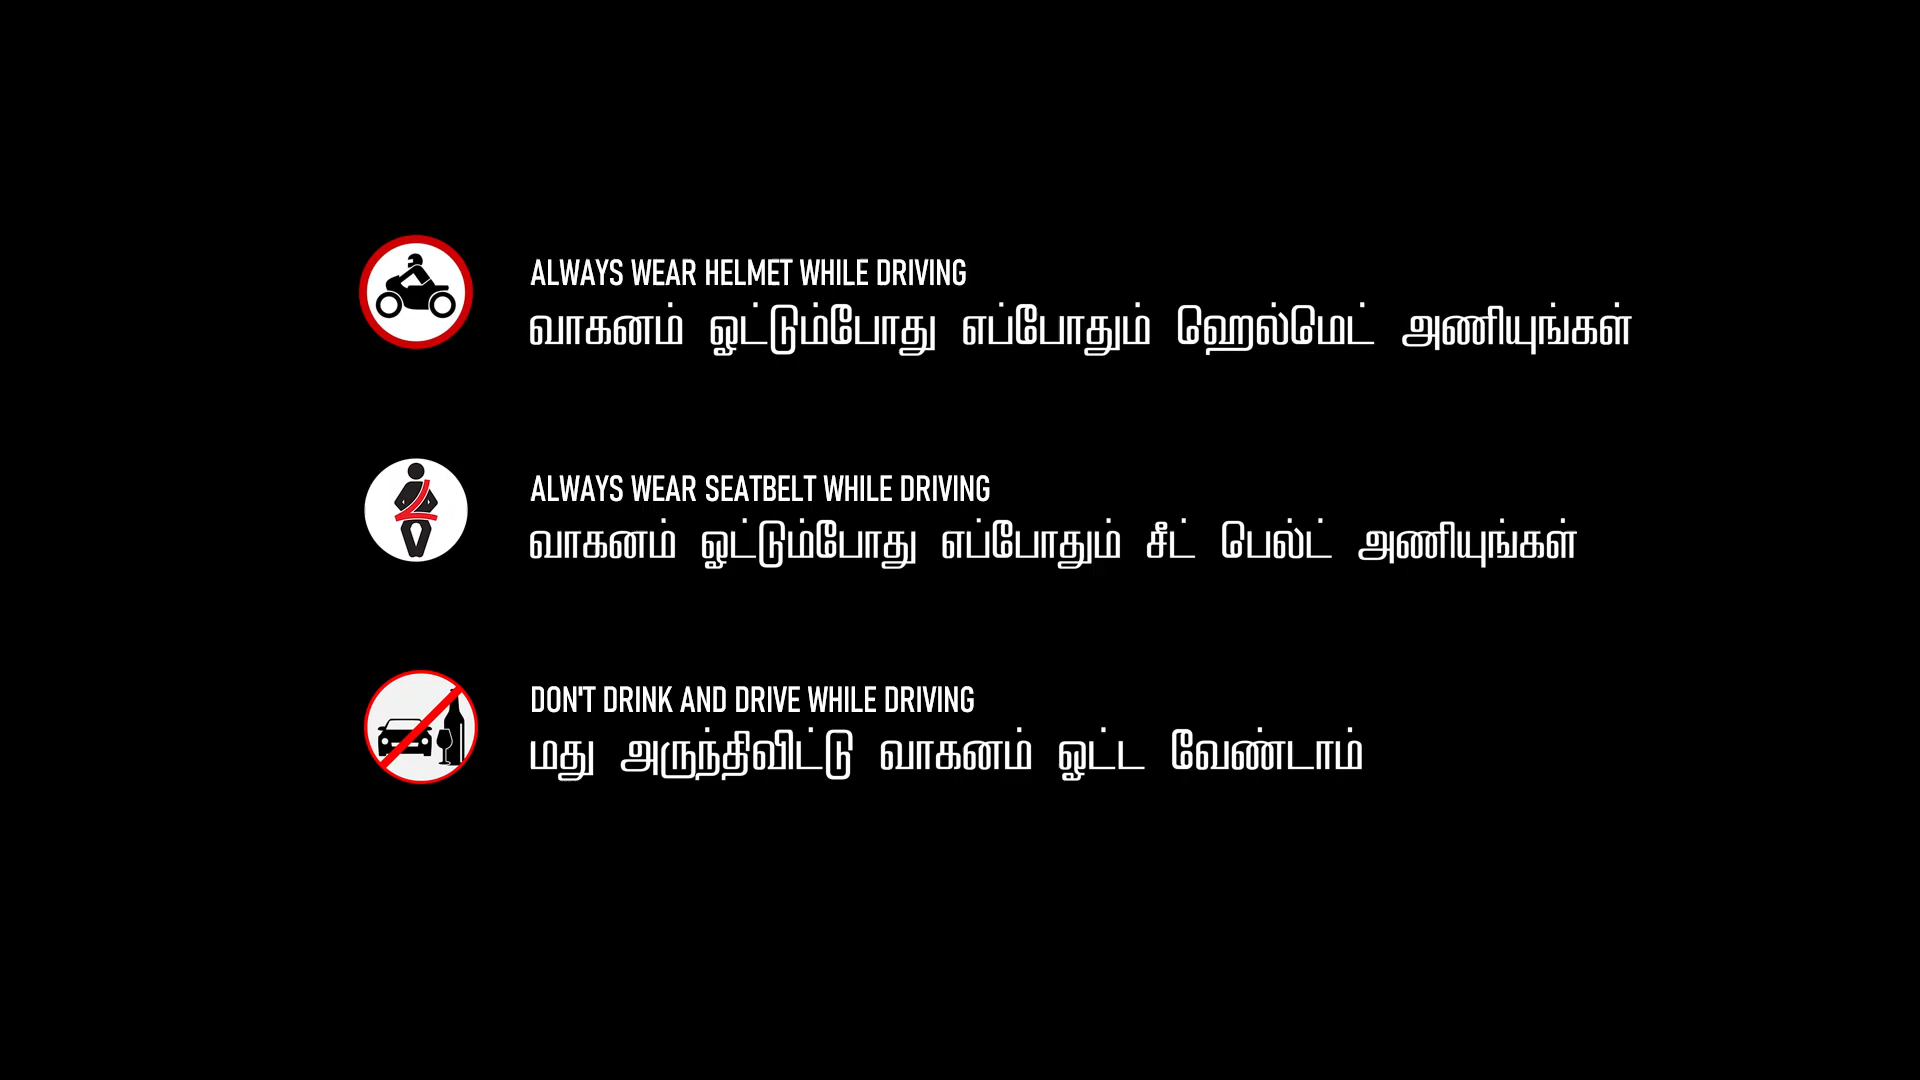 ALWAYS WEAR HELMET WHILE DRIVING
வாகனம் ஓட்டும்போது எப்போதும் ஹெல்மெட் அணியுங்கள்
ALWAYS WEAR SEATBELT WHILE DRIVING
வாகனம் ஓட்டும்போது எப்போதும் சீட் பெல்ட் அணியுங்கள்
DON'T DRINK AND DRIVE WHILE DRIVING
மது அருந்திவிட்டு வாகனம் ஓட்ட வேண்டாம்